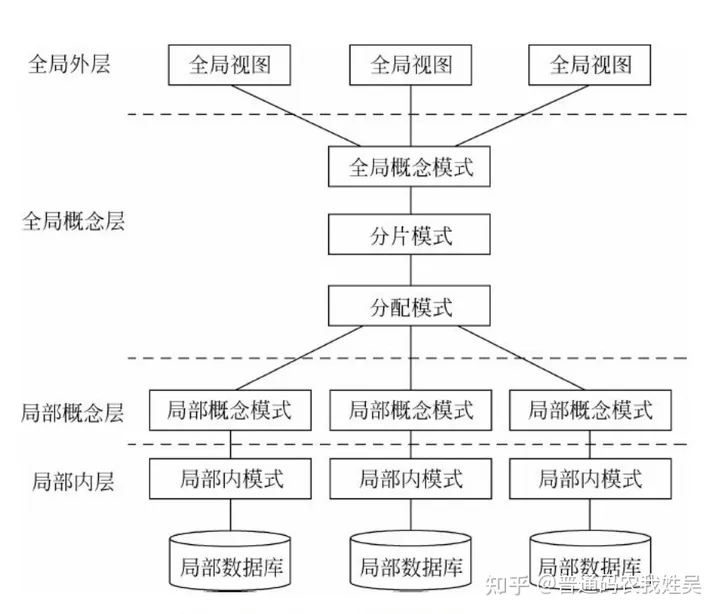 全局外层 全局视图 全局视图 全局视图
全局概念模式
全局概念层 分片模式
分配模式
局部概念层 局部概念模式 局部概念模式 局部概念模式
局部内层 局部内模式 局部内模式 局部内模式
局部数据库 局部数据库 局部数据库
知乎 @普通码农我姓吴